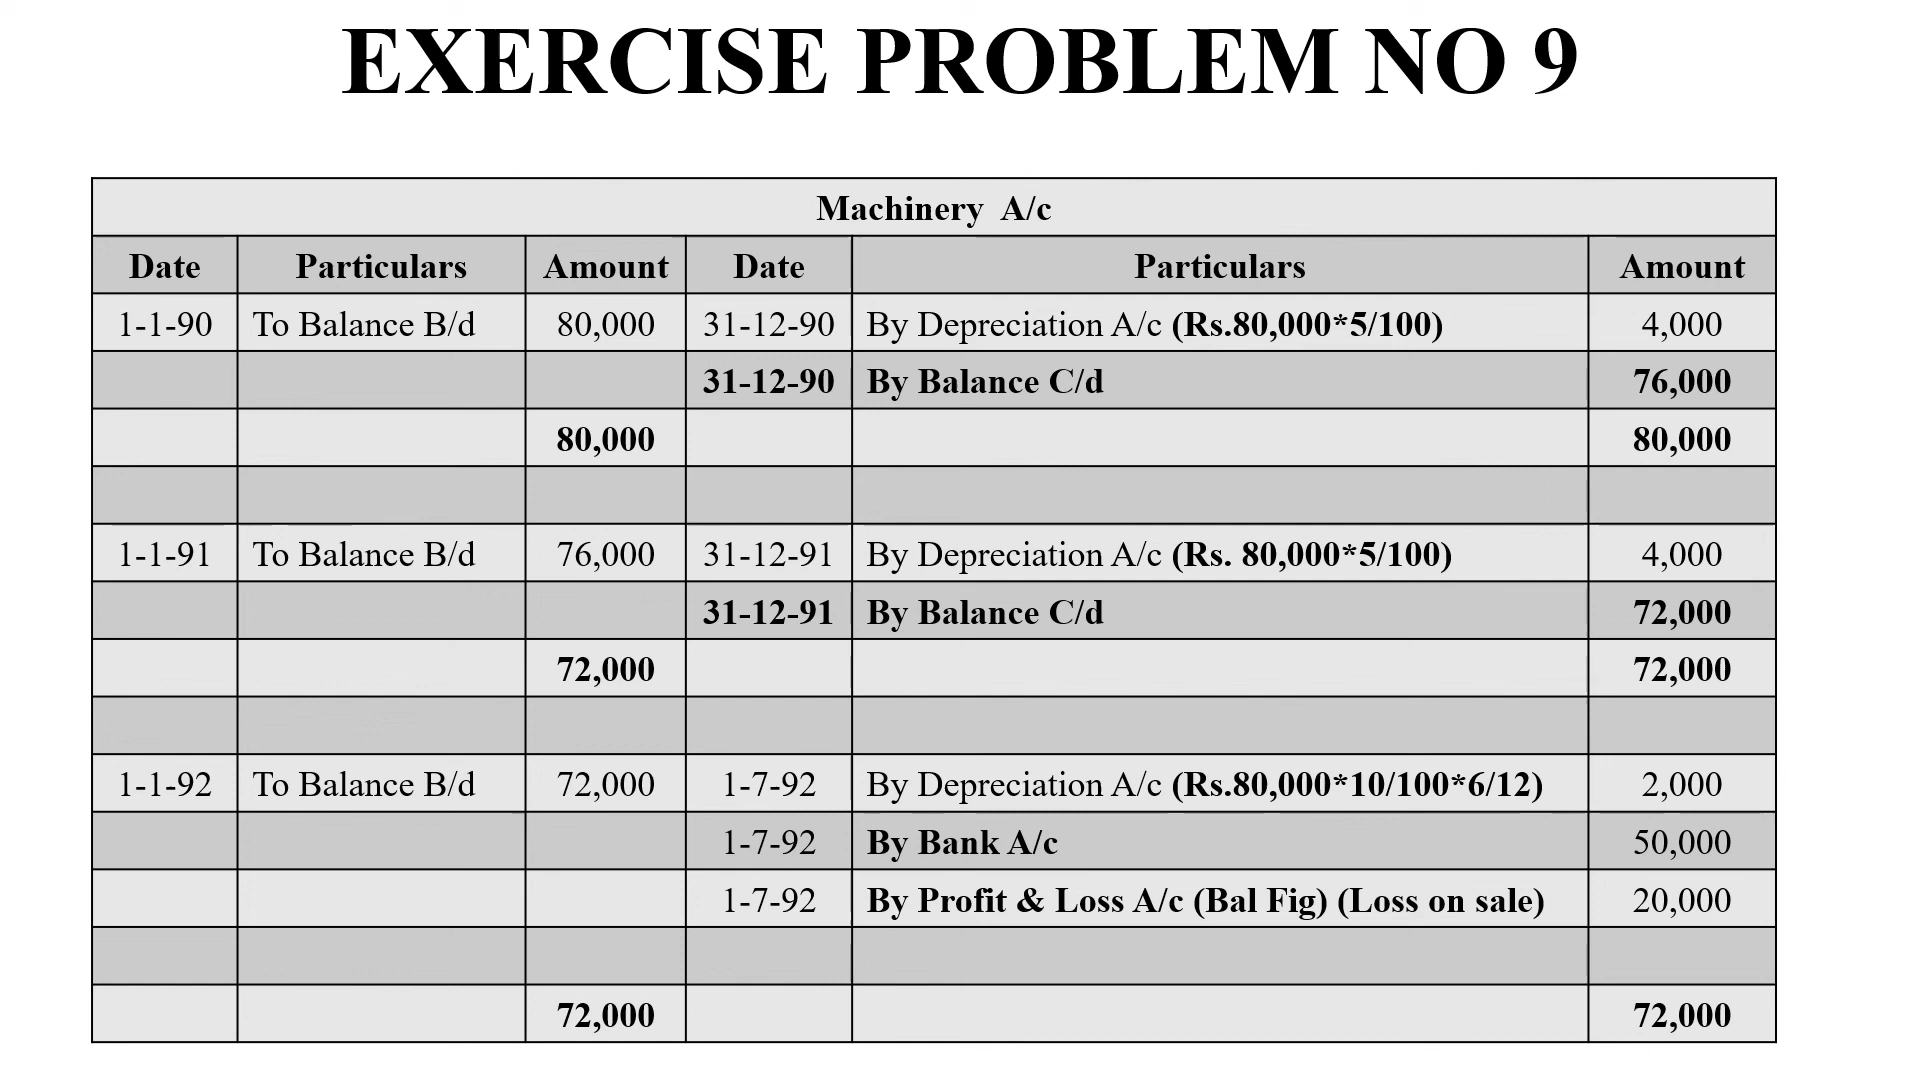 EXERCISE PROBLEM NO 9
Machinery A/c
Date Particulars Amount Date Particulars Amount
1-1-90 To Balance B/d 80,000 31-12-90 By Depreciation A/c (Rs.80,000*5/100) 4,000
31-12-90 By Balance C/d 76,000
80,000 80,000
1-1-91 To Balance B/d 76,000 31-12-91 By Depreciation A/c (Rs. 80,000*5/100) 4,000
31-12-91 By Balance C/d 72,000
72,000 72,000
1-1-92 To Balance B/d 72,000 1-7-92 By Depreciation A/c (Rs.80,000*10/100*6/12) 2,000
1-7-92 By Bank A/c 50,000
1-7-92 By Profit & Loss A/c (Bal Fig) (Loss on sale) 20,000
72,000 72,000